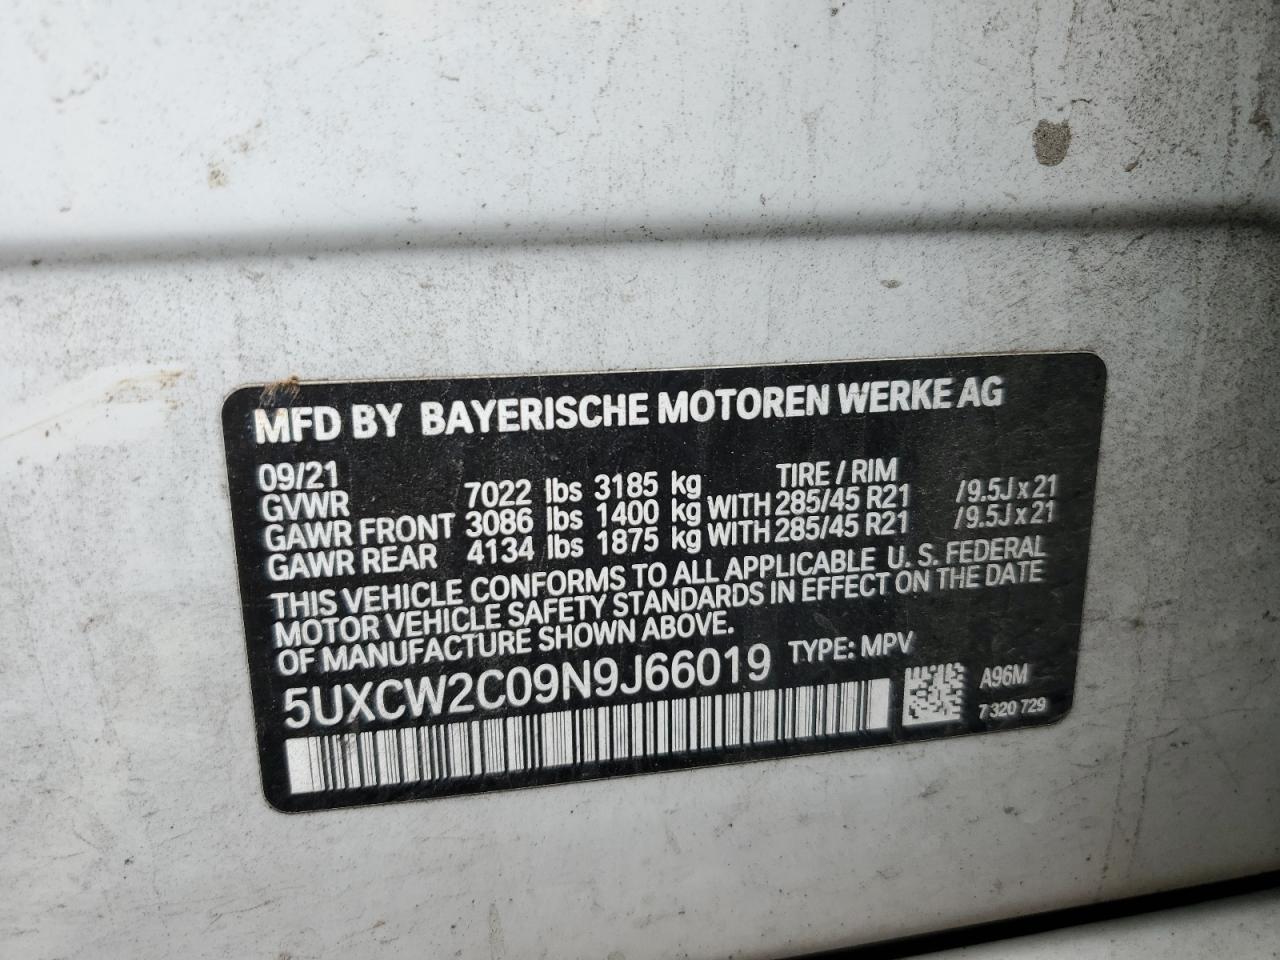 MFD BY BAYERISCHE MOTOREN WERKE AG
09/21 TIRE / RIM
GVWR 7022 lbs 3185 kg
GAWR FRONT 3086 lbs 1400 kg WITH 285/45 R21 /9.5J x 21
GAWR REAR 4134 lbs 1875 kg WITH 285/45 R21 /9.5J x 21
THIS VEHICLE CONFORMS TO ALL APPLICABLE U. S. FEDERAL
MOTOR VEHICLE SAFETY STANDARDS IN EFFECT ON THE DATE
OF MANUFACTURE SHOWN ABOVE.
5UXCW2C09N9J66019 TYPE: MPV
A96M
7 320 729